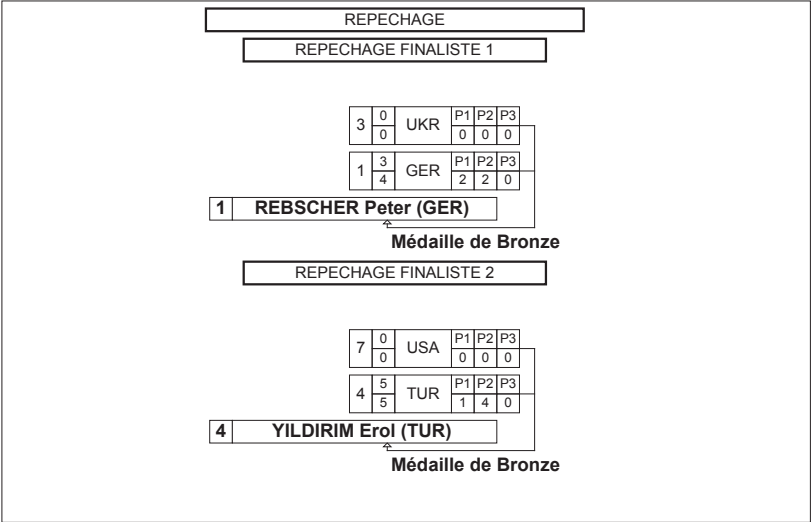 REPECHAGE
REPECHAGE FINALISTE 1
3 0 UKR P1 P2 P3
0 0 0 0
1 3 GER P1 P2 P3
4 2 2 0
1 REBSCHER Peter (GER)
Médaille de Bronze
REPECHAGE FINALISTE 2
7 0 USA P1 P2 P3
0 0 0 0
4 5 TUR P1 P2 P3
5 1 4 0
4 YILDIRIM Erol (TUR)
Médaille de Bronze